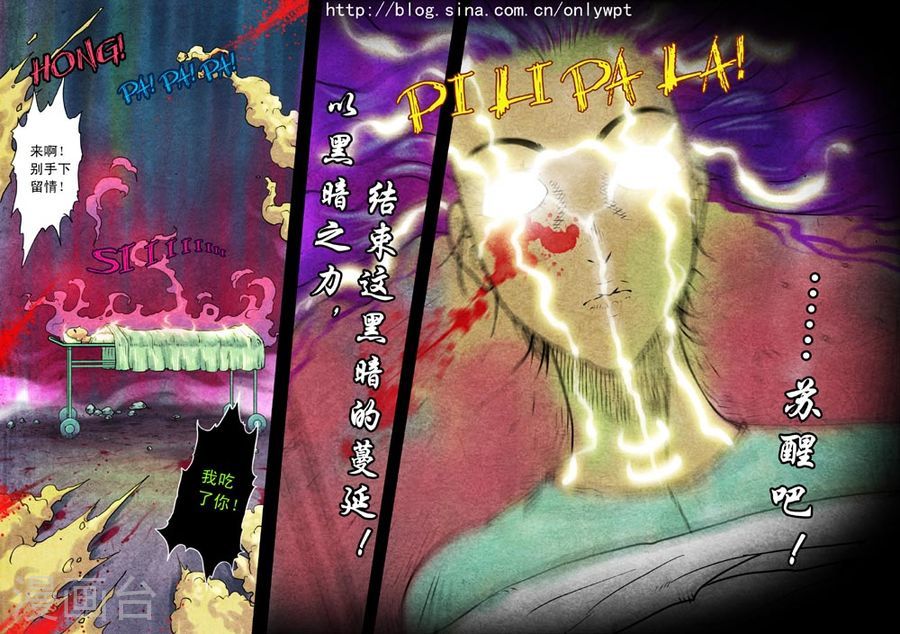 http://blog.sina.com.cn/onlywpt
HONG!
PA! PA! PA!
来啊！
别手下
留情！
SIIIIIIIII
我吃
了你！
以黑暗之力，
结束这黑暗的蔓延！
PI LI PA LA!
……苏醒吧！
漫画台